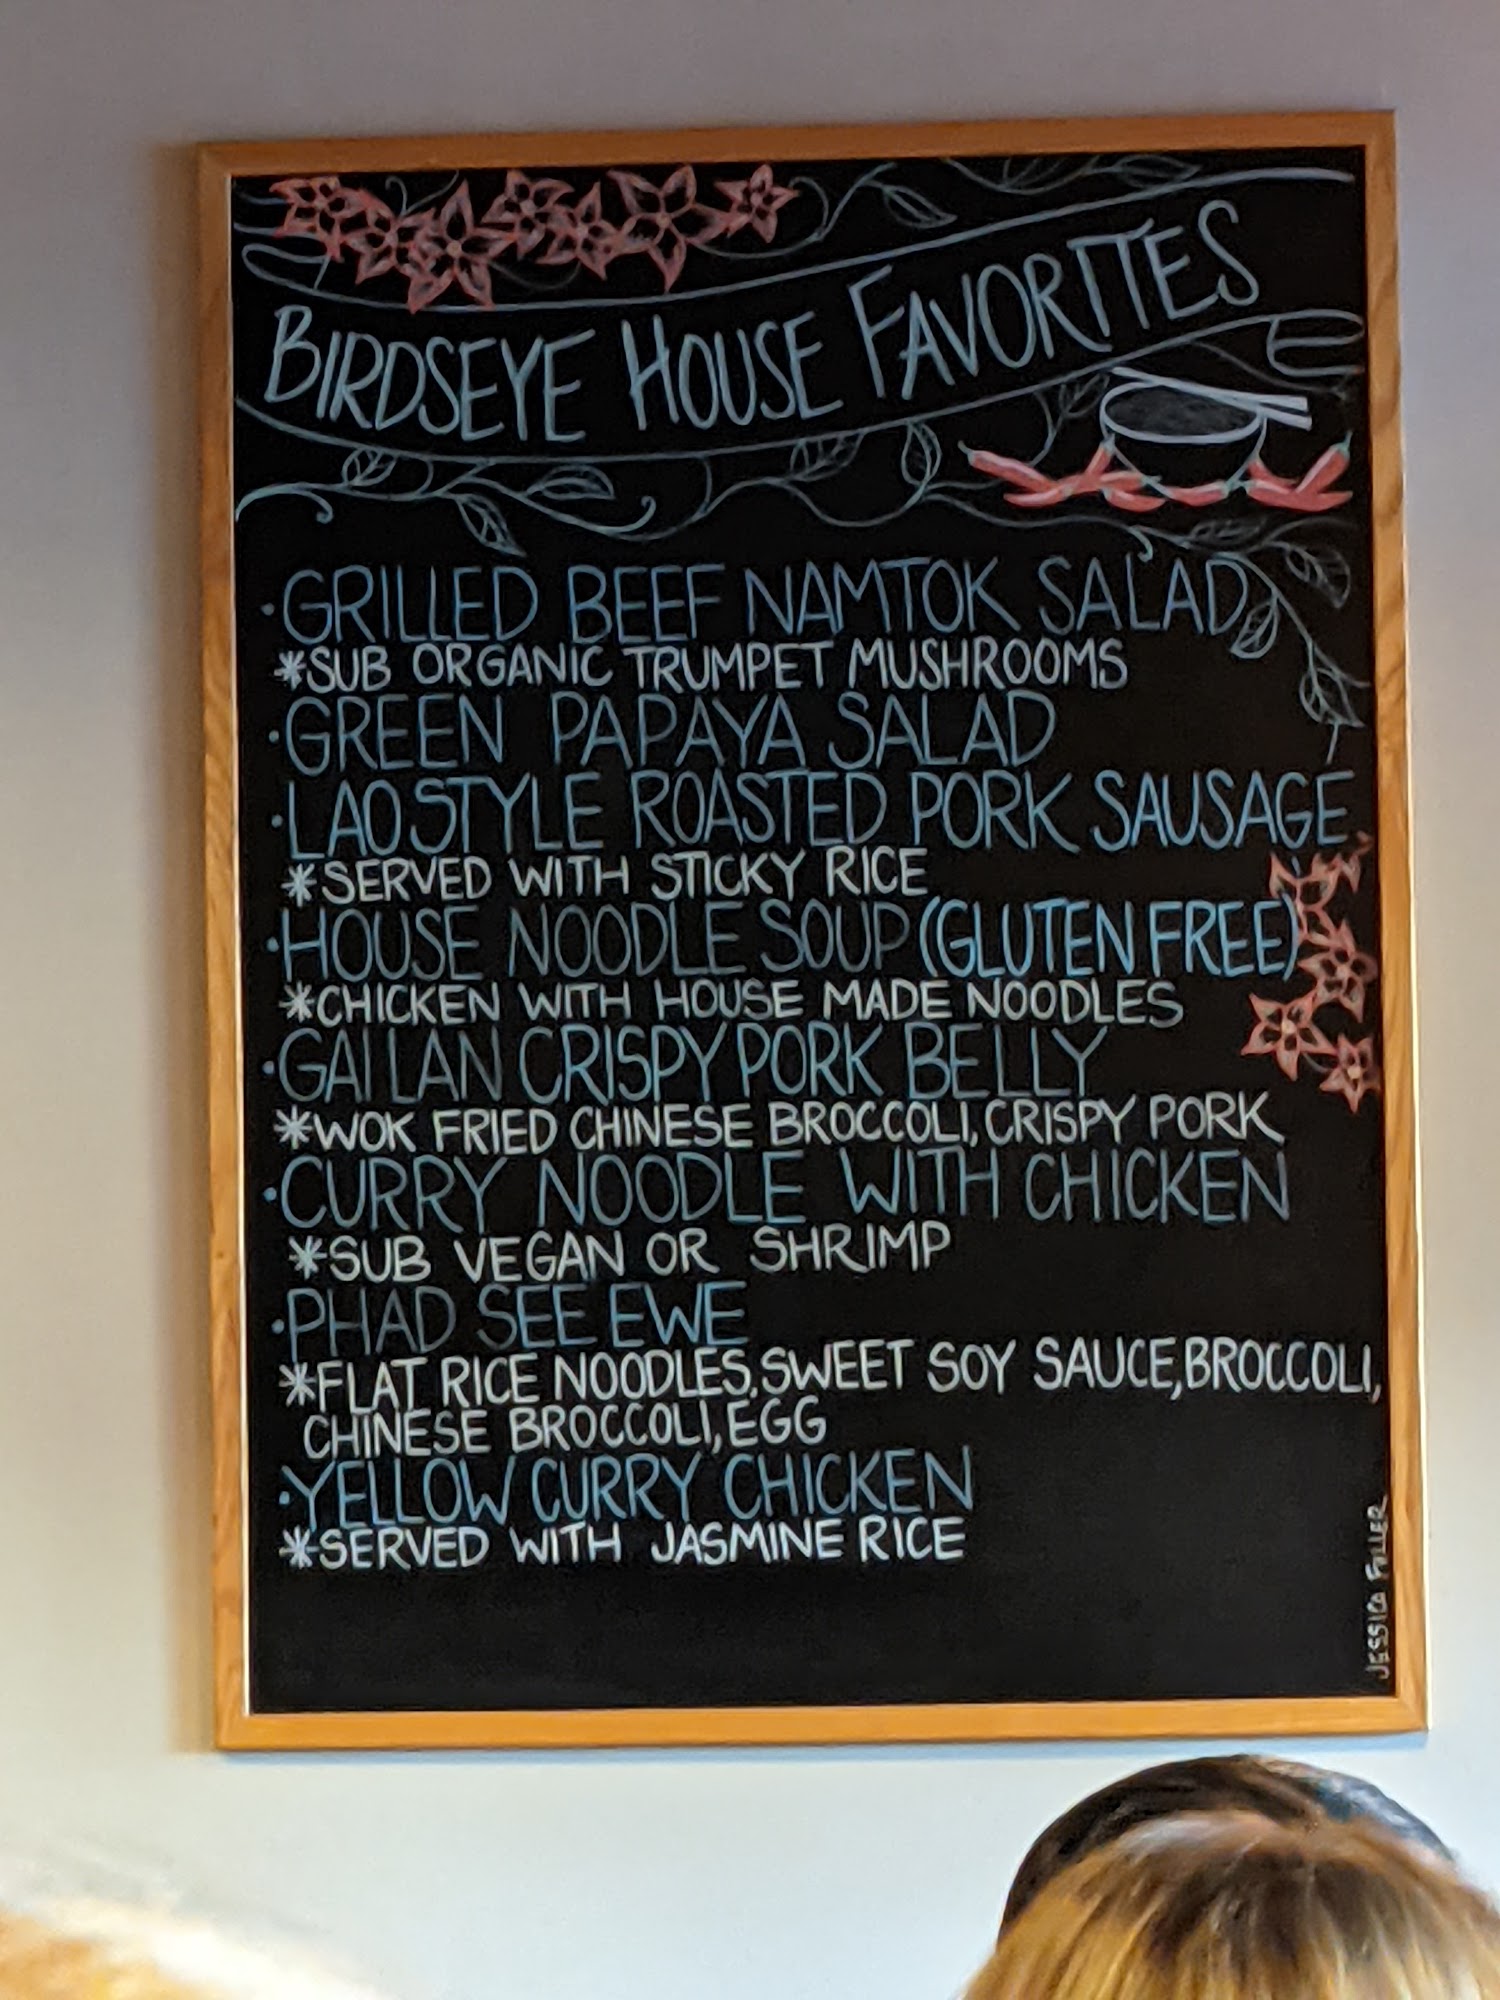 BIRDSEYE HOUSE FAVORITES
·GRILLED BEEF NAMTOK SALAD
*SUB ORGANIC TRUMPET MUSHROOMS
·GREEN PAPAYA SALAD
·LAO STYLE ROASTED PORK SAUSAGE
*SERVED WITH STICKY RICE
·HOUSE NOODLE SOUP (GLUTEN FREE)
*CHICKEN WITH HOUSE MADE NOODLES
·GAI LAN CRISPY PORK BELLY
*WOK FRIED CHINESE BROCCOLI, CRISPY PORK
·CURRY NOODLE WITH CHICKEN
*SUB VEGAN OR SHRIMP
·PHAD SEE EWE
*FLAT RICE NOODLES, SWEET SOY SAUCE, BROCCOLI,
CHINESE BROCCOLI, EGG
·YELLOW CURRY CHICKEN
*SERVED WITH JASMINE RICE
JESSICA